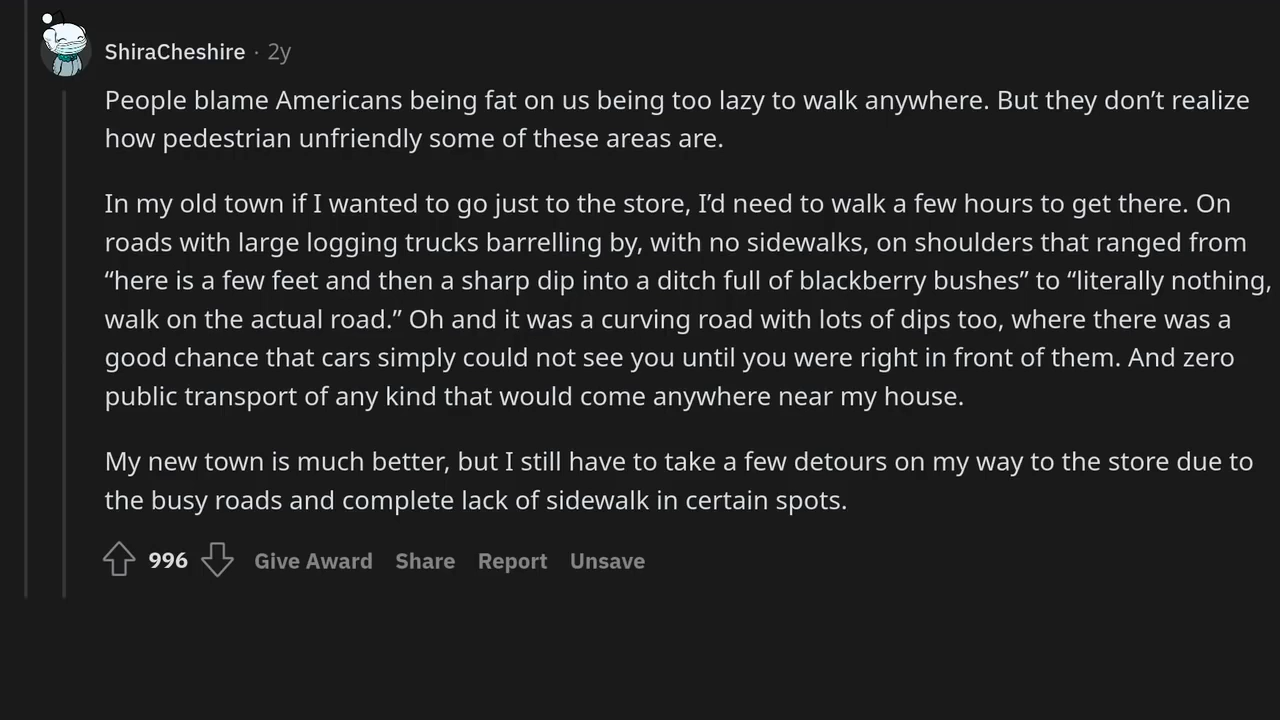 ShiraCheshire · 2y
People blame Americans being fat on us being too lazy to walk anywhere. But they don’t realize
how pedestrian unfriendly some of these areas are.
In my old town if I wanted to go just to the store, I’d need to walk a few hours to get there. On
roads with large logging trucks barrelling by, with no sidewalks, on shoulders that ranged from
“here is a few feet and then a sharp dip into a ditch full of blackberry bushes” to “literally nothing,
walk on the actual road.” Oh and it was a curving road with lots of dips too, where there was a
good chance that cars simply could not see you until you were right in front of them. And zero
public transport of any kind that would come anywhere near my house.
My new town is much better, but I still have to take a few detours on my way to the store due to
the busy roads and complete lack of sidewalk in certain spots.
996 Give Award Share Report Unsave